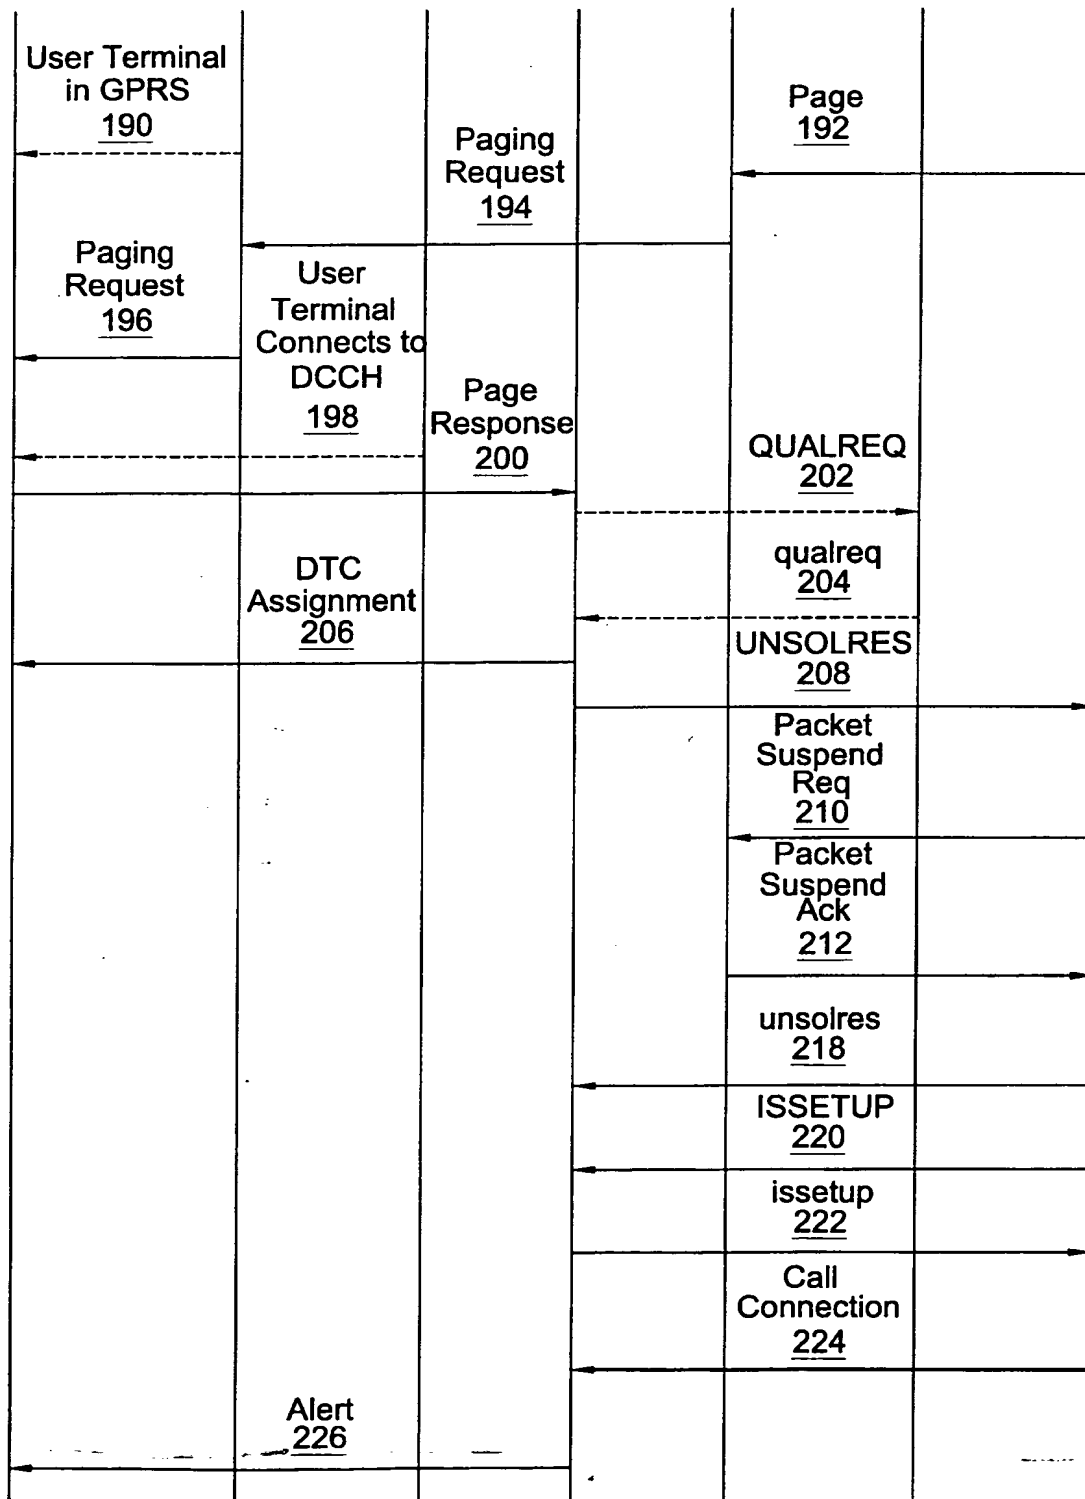 User Terminal
in GPRS
190
Page
192
Paging
Request
194
Paging
Request
196
User
Terminal
Connects to
DCCH
198
Page
Response
200
QUALREQ
202
qualreq
204
DTC
Assignment
206
UNSOLRES
208
Packet
Suspend
Req
210
Packet
Suspend
Ack
212
unsolres
218
ISSETUP
220
issetup
222
Call
Connection
224
Alert
226